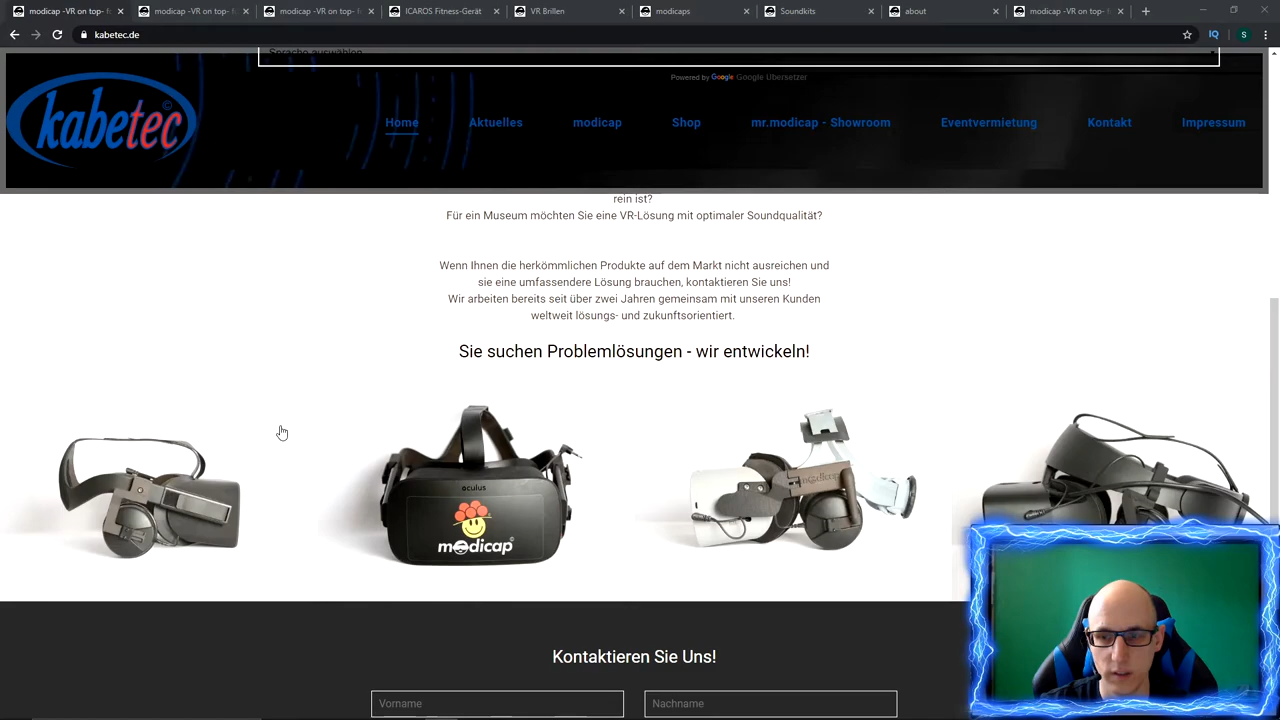 modicap -VR on top- f
modicap -VR on top- f
modicap -VR on top- f
ICAROS Fitness-Gerät
VR Brillen
modicaps
Soundkits
about
modicap -VR on top- f
kabetec.de
S
Sprache auswählen
Powered by Google Übersetzer
kabetec©
Home
Aktuelles
modicap
Shop
mr.modicap - Showroom
Eventvermietung
Kontakt
Impressum
rein ist?
Für ein Museum möchten Sie eine VR-Lösung mit optimaler Soundqualität?
Wenn Ihnen die herkömmlichen Produkte auf dem Markt nicht ausreichen und
sie eine umfassendere Lösung brauchen, kontaktieren Sie uns!
Wir arbeiten bereits seit über zwei Jahren gemeinsam mit unseren Kunden
weltweit lösungs- und zukunftsorientiert.
Sie suchen Problemlösungen - wir entwickeln!
oculus
modicap©
modicap
Kontaktieren Sie Uns!
Vorname
Nachname